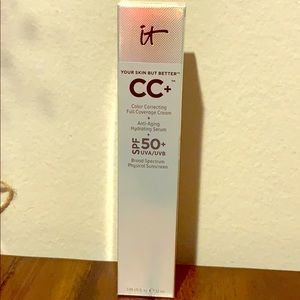 it
YOUR SKIN BUT BETTER™
CC+™
Color Correcting
Full Coverage Cream
+
Anti-Aging
Hydrating Serum
+
SPF 50+
UVA/UVB
Broad Spectrum
Physical Sunscreen